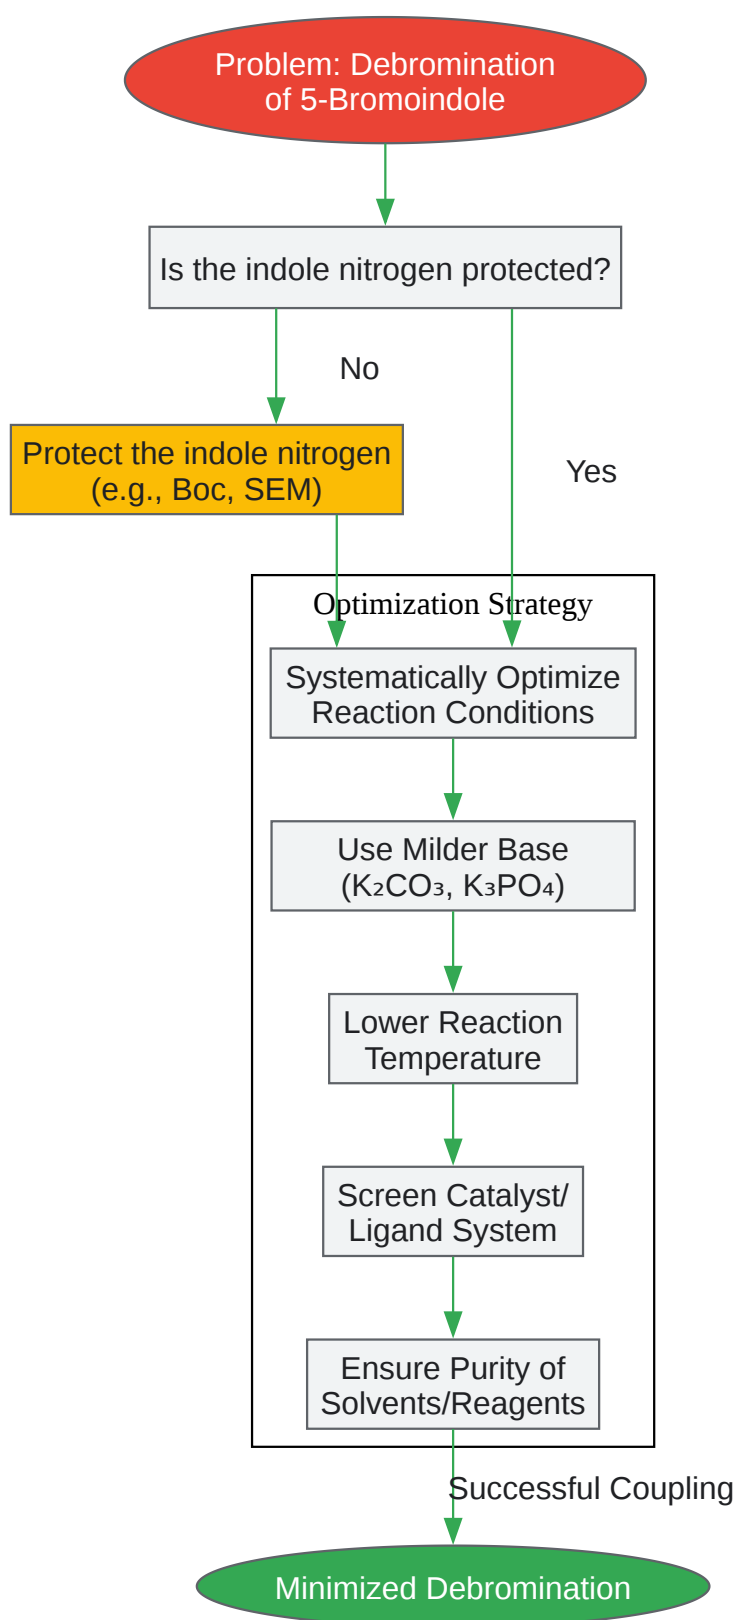 Problem: Debromination
of 5-Bromoindole
Is the indole nitrogen protected?
No
Protect the indole nitrogen
(e.g., Boc, SEM)
Yes
Optimization Strategy
Systematically Optimize
Reaction Conditions
Use Milder Base
(K₂CO₃, K₃PO₄)
Lower Reaction
Temperature
Screen Catalyst/
Ligand System
Ensure Purity of
Solvents/Reagents
Successful Coupling
Minimized Debromination